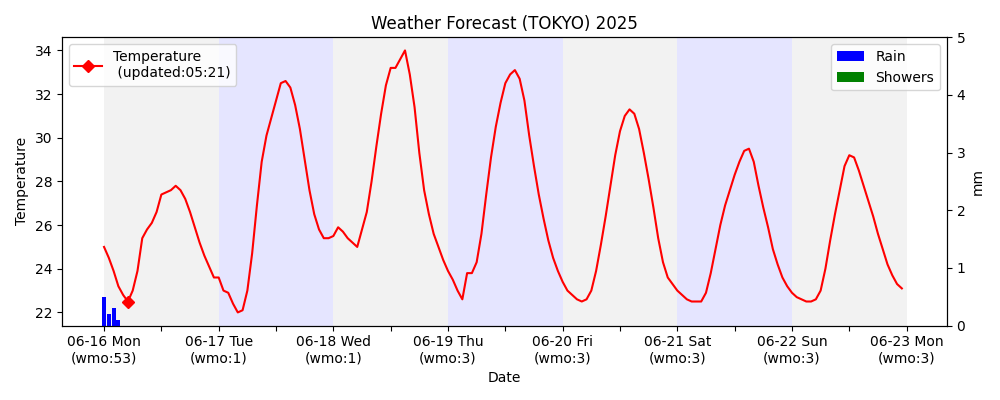 Weather Forecast (TOKYO) 2025
Temperature
(updated:05:21)
Rain
Showers
Temperature
34
32
30
28
26
24
22
5
4
3
2
1
0
mm
06-16 Mon
(wmo:53)
06-17 Tue
(wmo:1)
06-18 Wed
(wmo:1)
06-19 Thu
(wmo:3)
06-20 Fri
(wmo:3)
06-21 Sat
(wmo:3)
06-22 Sun
(wmo:3)
06-23 Mon
(wmo:3)
Date